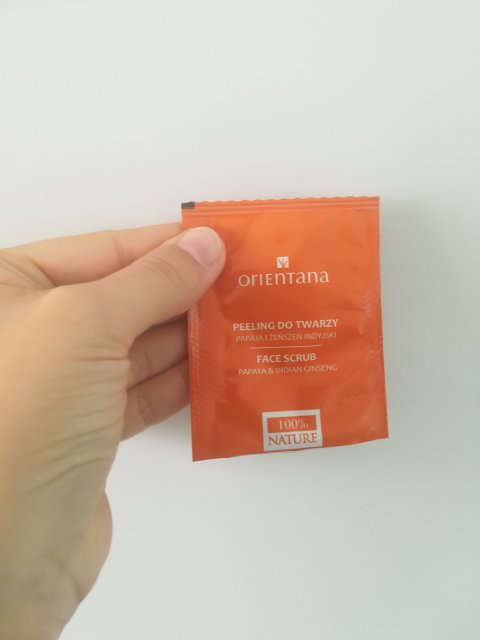 ORIENTANA
PEELING DO TWARZY
PAPAJA I ŻEŃSZEŃ INDYJSKI
FACE SCRUB
PAPAYA & INDIAN GINSENG
100%
NATURE